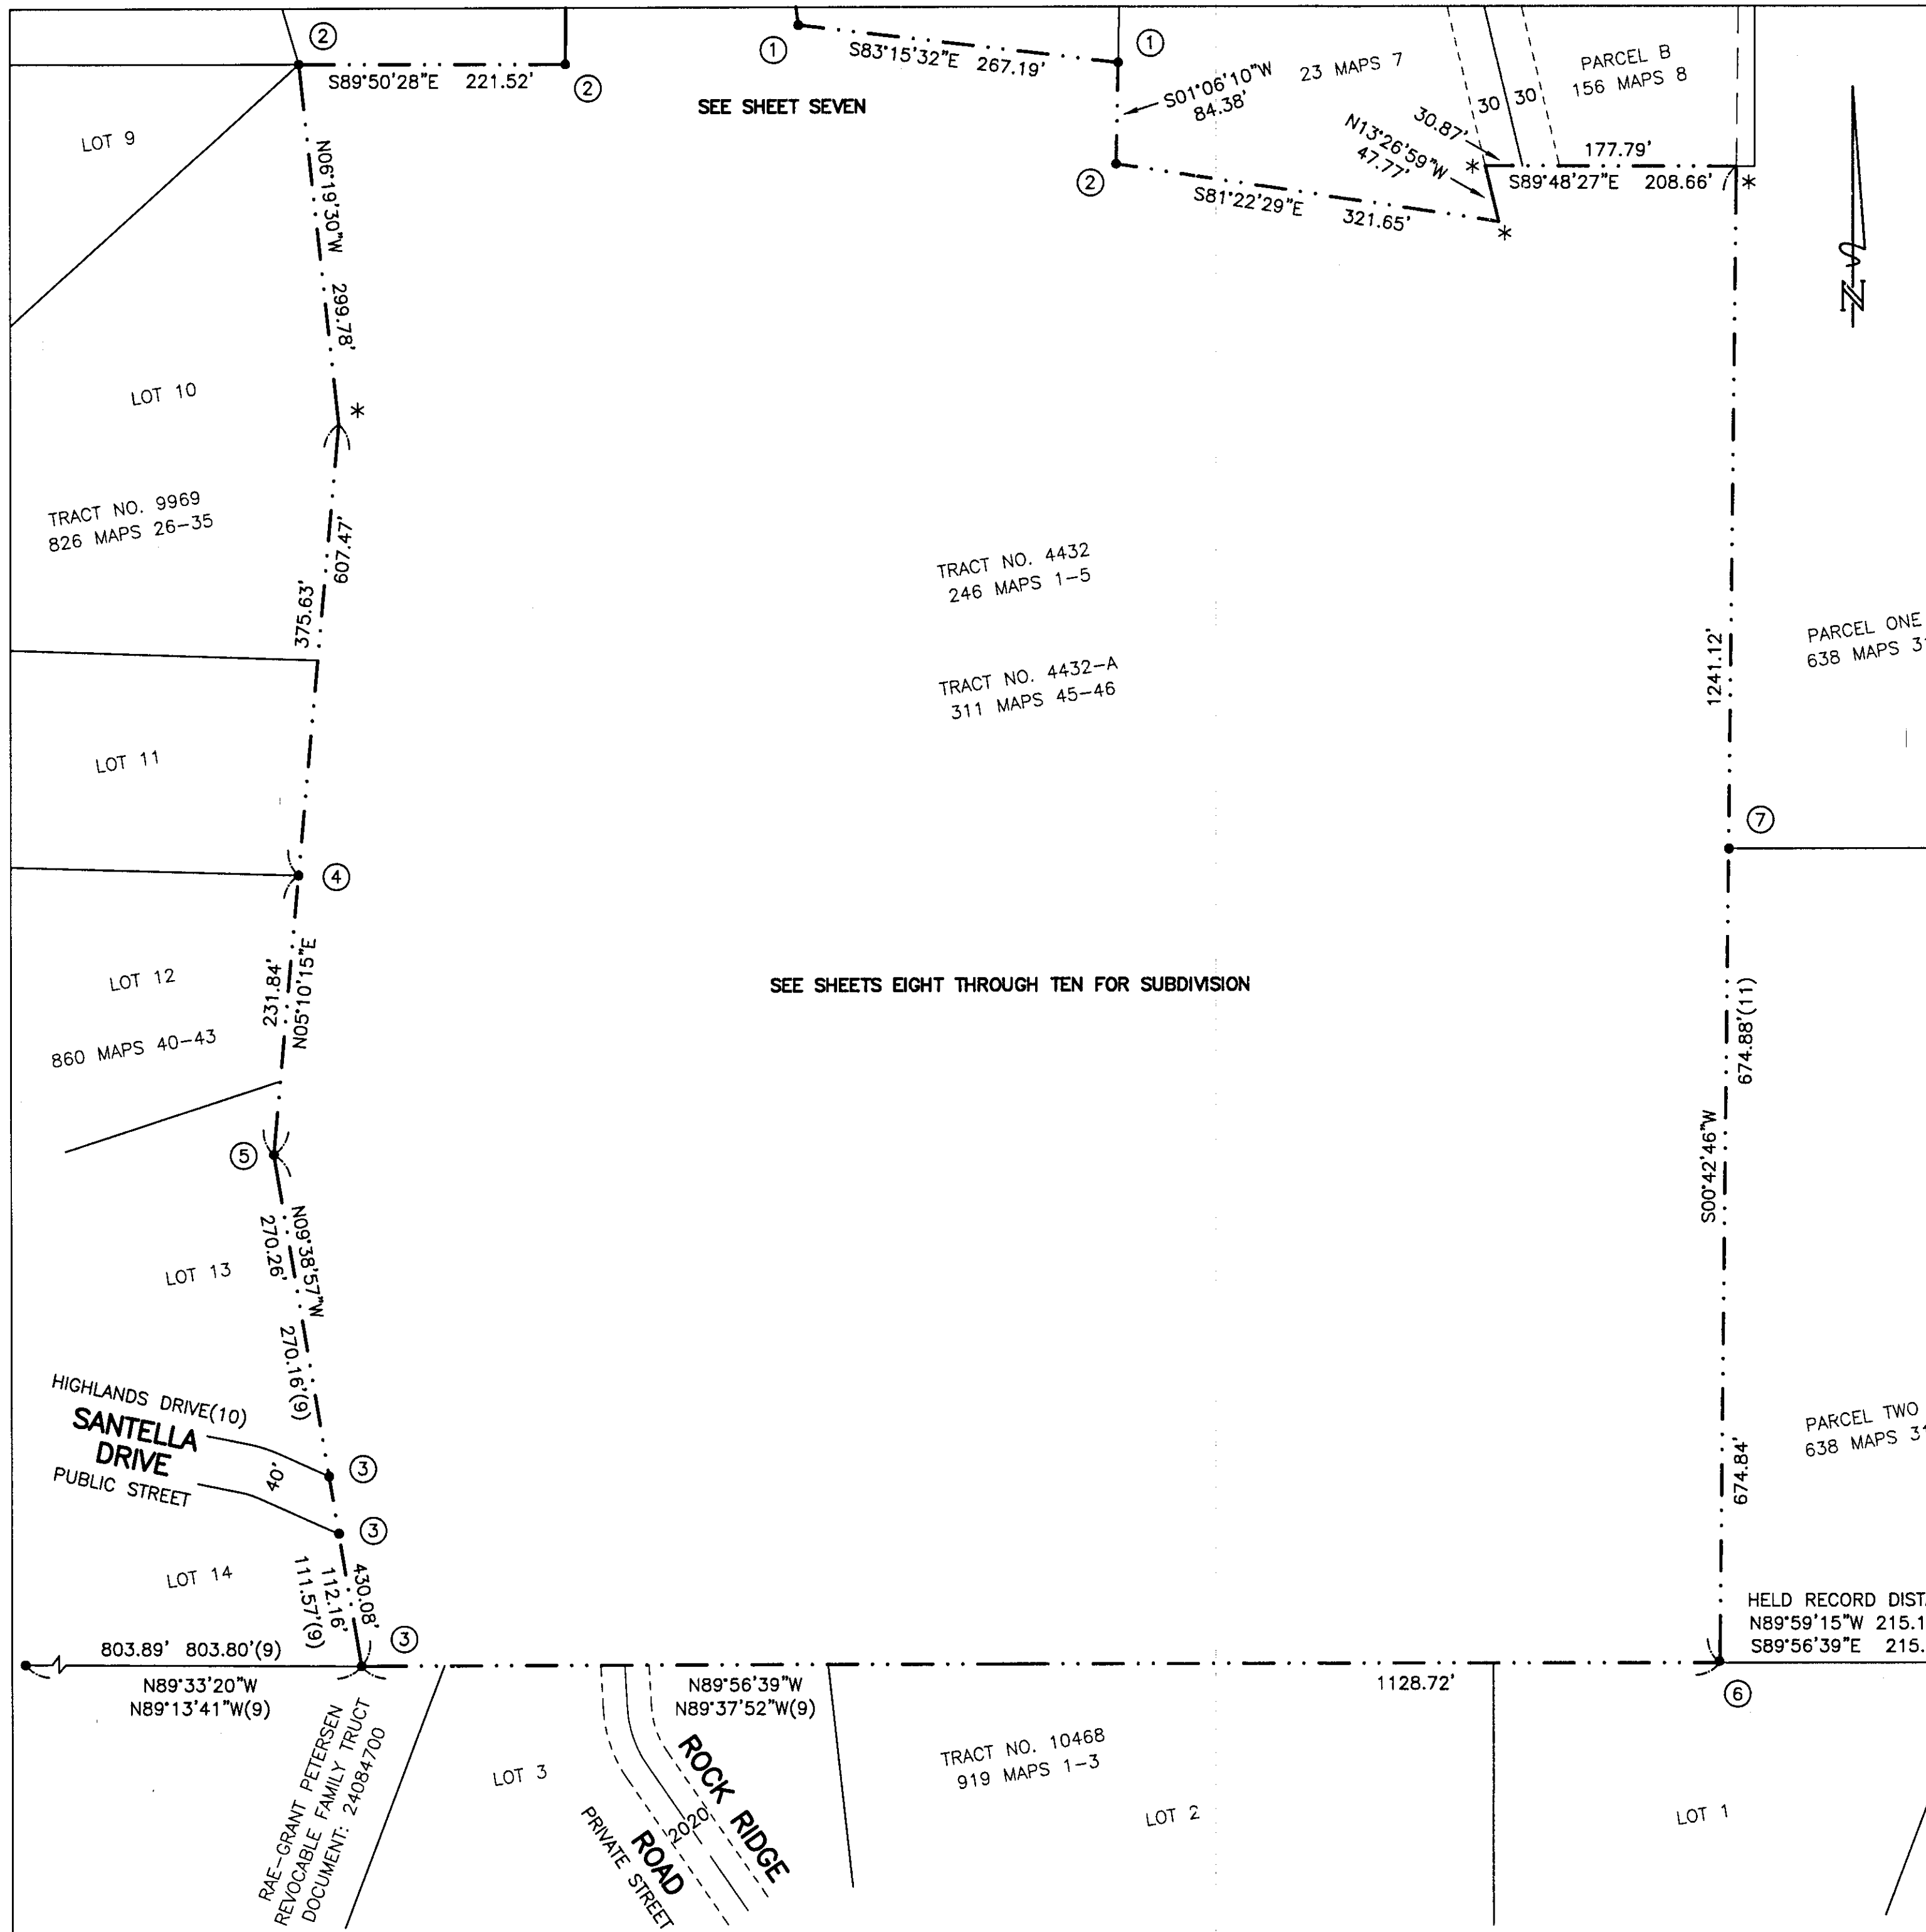 ②
S89°50'28"E 221.52'
②
①
S83°15'32"E 267.19'
①
SEE SHEET SEVEN
S01°06'10"W
84.38'
23 MAPS 7
②
PARCEL B
156 MAPS 8
30 30
30.87'
N13°26'59"W
47.77'
*
177.79'
S89°48'27"E 208.66'
*
S81°22'29"E 321.65'
*
N
LOT 9
N06°19'30"W 299.78'
LOT 10
*
TRACT NO. 9969
826 MAPS 26-35
607.47'
375.63'
TRACT NO. 4432
246 MAPS 1-5
TRACT NO. 4432-A
311 MAPS 45-46
1241.12'
PARCEL ONE
638 MAPS
LOT 11
⑦
④
LOT 12
860 MAPS 40-43
231.84'
N05°10'15"E
SEE SHEETS EIGHT THROUGH TEN FOR SUBDIVISION
674.88'(11)
S00°42'46"W
⑤
N09°38'57"W
270.26'
270.16'(9)
LOT 13
HIGHLANDS DRIVE(10)
SANTELLA
DRIVE
PUBLIC STREET
40'
③
③
PARCEL TWO
638 MAPS
674.84'
LOT 14
430.08'
112.16'
111.57'(9)
③
803.89' 803.80'(9)
N89°33'20"W
N89°13'41"W(9)
N89°56'39"W
N89°37'52"W(9)
1128.72'
HELD RECORD
N89°59'15"W
S89°56'39"E
⑥
RAE-GRANT PETERSEN
REVOCABLE FAMILY TRUCT
DOCUMENT: 24084700
LOT 3
ROCK RIDGE
20 20
ROAD
PRIVATE STREET
TRACT NO. 10468
919 MAPS 1-3
LOT 2
LOT 1